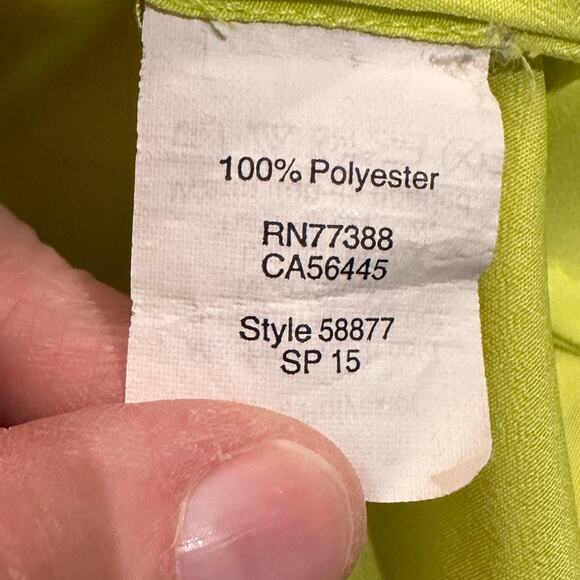 100% Polyester
RN77388
CA56445
Style 58877
SP 15